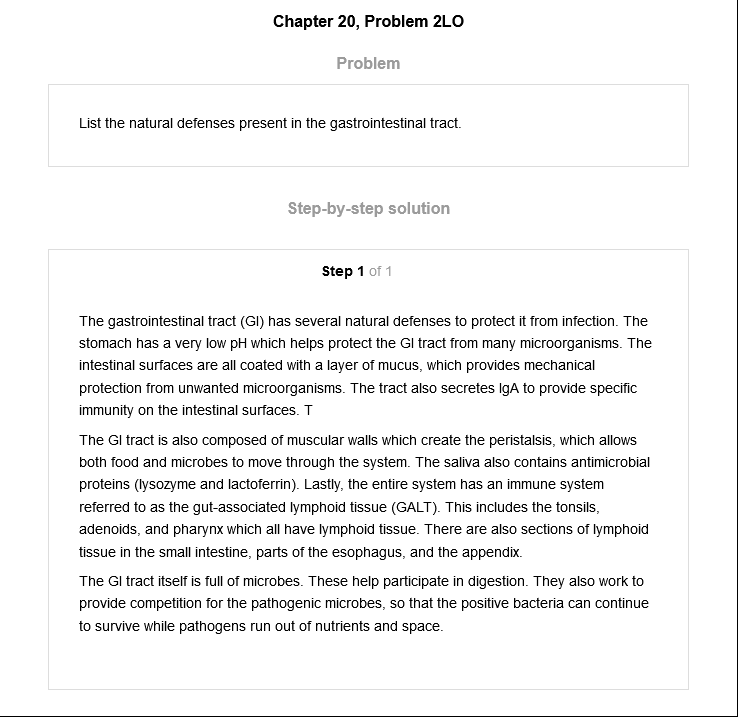 Chapter 20, Problem 2LO
Problem
List the natural defenses present in the gastrointestinal tract.
Step-by-step solution
Step 1 of 1
The gastrointestinal tract (GI) has several natural defenses to protect it from infection. The
stomach has a very low pH which helps protect the GI tract from many microorganisms. The
intestinal surfaces are all coated with a layer of mucus, which provides mechanical
protection from unwanted microorganisms. The tract also secretes IgA to provide specific
immunity on the intestinal surfaces. T
The GI tract is also composed of muscular walls which create the peristalsis, which allows
both food and microbes to move through the system. The saliva also contains antimicrobial
proteins (lysozyme and lactoferrin). Lastly, the entire system has an immune system
referred to as the gut-associated lymphoid tissue (GALT). This includes the tonsils,
adenoids, and pharynx which all have lymphoid tissue. There are also sections of lymphoid
tissue in the small intestine, parts of the esophagus, and the appendix.
The GI tract itself is full of microbes. These help participate in digestion. They also work to
provide competition for the pathogenic microbes, so that the positive bacteria can continue
to survive while pathogens run out of nutrients and space.